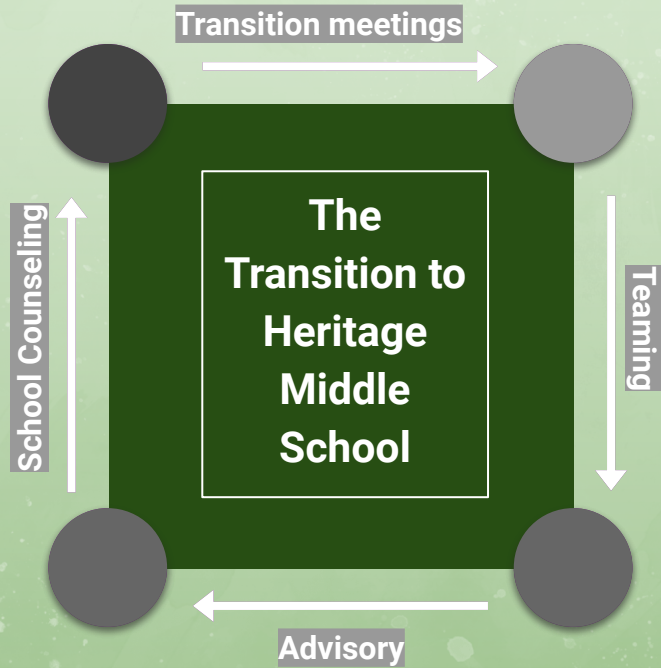 Transition meetings
School Counseling
The
Transition to
Heritage
Middle
School
Teaming
Advisory